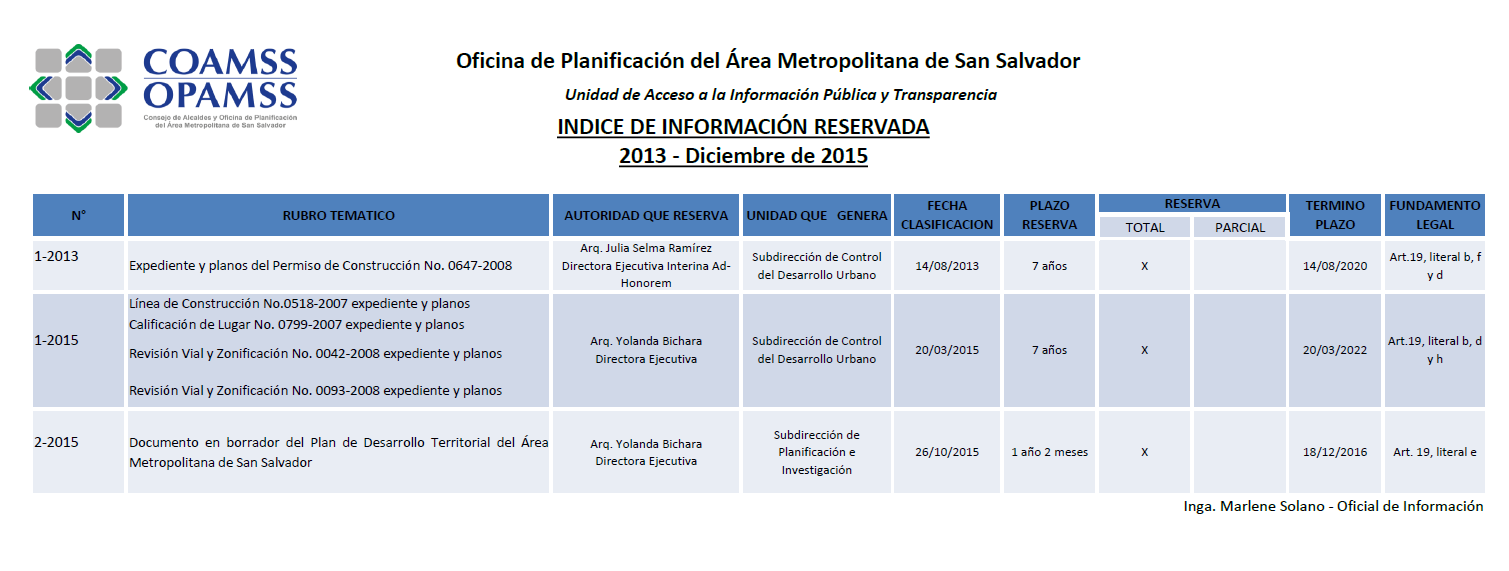 COAMSS
OPAMSS
Consejo de Alcaldes y Oficina de Planificación
del Área Metropolitana de San Salvador
Oficina de Planificación del Área Metropolitana de San Salvador
Unidad de Acceso a la Información Pública y Transparencia
INDICE DE INFORMACIÓN RESERVADA
2013 - Diciembre de 2015
N°
RUBRO TEMATICO
AUTORIDAD QUE RESERVA
UNIDAD QUE GENERA
FECHA
CLASIFICACION
PLAZO
RESERVA
RESERVA
TOTAL
PARCIAL
TERMINO
PLAZO
FUNDAMENTO
LEGAL
1-2013
Expediente y planos del Permiso de Construcción No. 0647-2008
Arq. Julia Selma Ramírez
Directora Ejecutiva Interina Ad-
Honorem
Subdirección de Control
del Desarrollo Urbano
14/08/2013
7 años
X
14/08/2020
Art.19, literal b, f
y d
1-2015
Línea de Construcción No.0518-2007 expediente y planos
Calificación de Lugar No. 0799-2007 expediente y planos
Revisión Vial y Zonificación No. 0042-2008 expediente y planos
Revisión Vial y Zonificación No. 0093-2008 expediente y planos
Arq. Yolanda Bichara
Directora Ejecutiva
Subdirección de Control
del Desarrollo Urbano
20/03/2015
7 años
X
20/03/2022
Art.19, literal b, d
y h
2-2015
Documento en borrador del Plan de Desarrollo Territorial del Área
Metropolitana de San Salvador
Arq. Yolanda Bichara
Directora Ejecutiva
Subdirección de
Planificación e
Investigación
26/10/2015
1 año 2 meses
X
18/12/2016
Art. 19, literal e
Inga. Marlene Solano - Oficial de Información